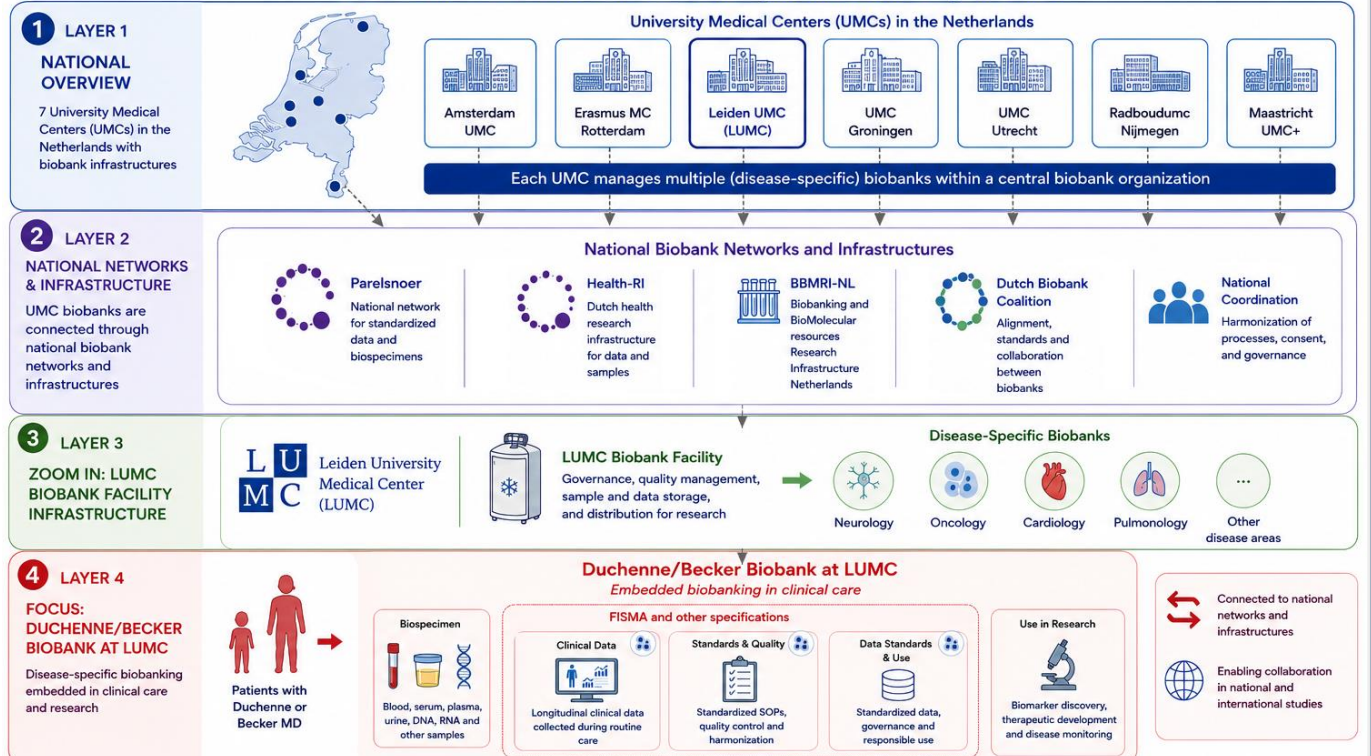 1 LAYER 1
NATIONAL
OVERVIEW
7 University Medical
Centers (UMCs) in the
Netherlands with
biobank infrastructures
University Medical Centers (UMCs) in the Netherlands
Amsterdam
UMC
Erasmus MC
Rotterdam
Leiden UMC
(LUMC)
UMC
Groningen
UMC
Utrecht
Radboudumc
Nijmegen
Maastricht
UMC+
Each UMC manages multiple (disease-specific) biobanks within a central biobank organization
2 LAYER 2
NATIONAL NETWORKS
& INFRASTRUCTURE
UMC biobanks are
connected through
national biobank
networks and
infrastructures
National Biobank Networks and Infrastructures
Parelsnoer
National network
for standardized
data and
biospecimens
Health-RI
Dutch health
research
infrastructure
for data and
samples
BBMRI-NL
Biobanking and
BioMolecular
resources
Research
Infrastructure
Netherlands
Dutch Biobank
Coalition
Alignment,
standards and
collaboration
between
biobanks
National
Coordination
Harmonization of
processes, consent,
and governance
3 LAYER 3
ZOOM IN: LUMC
BIOBANK FACILITY
INFRASTRUCTURE
L U
M C
Leiden University
Medical Center
(LUMC)
LUMC Biobank Facility
Governance, quality management,
sample and data storage,
and distribution for research
Disease-Specific Biobanks
Neurology
Oncology
Cardiology
Pulmonology
...
Other
disease areas
4 LAYER 4
FOCUS:
DUCHENNE/BECKER
BIOBANK AT LUMC
Disease-specific biobanking
embedded in clinical care
and research
Patients with
Duchenne or
Becker MD
Duchenne/Becker Biobank at LUMC
Embedded biobanking in clinical care
Biospecimen
Blood, serum, plasma,
urine, DNA, RNA and
other samples
FISMA and other specifications
Clinical Data
Longitudinal clinical data
collected during routine
care
Standards & Quality
Standardized SOPs,
quality control and
harmonization
Data Standards
& Use
Standardized data,
governance and
responsible use
Use in Research
Biomarker discovery,
therapeutic development
and disease monitoring
Connected to national
networks and
infrastructures
Enabling collaboration
in national and
international studies